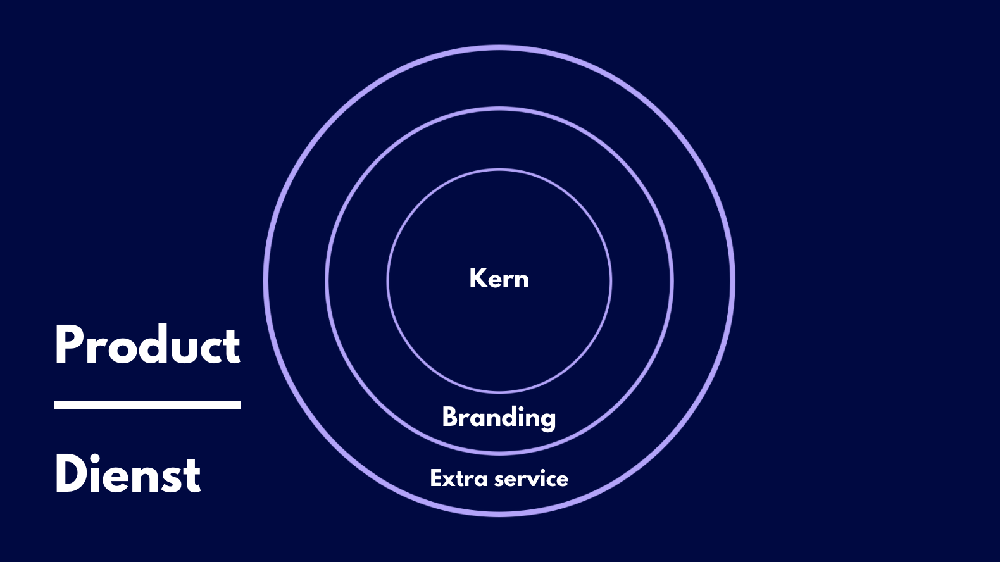 Product
Dienst
Kern
Branding
Extra service